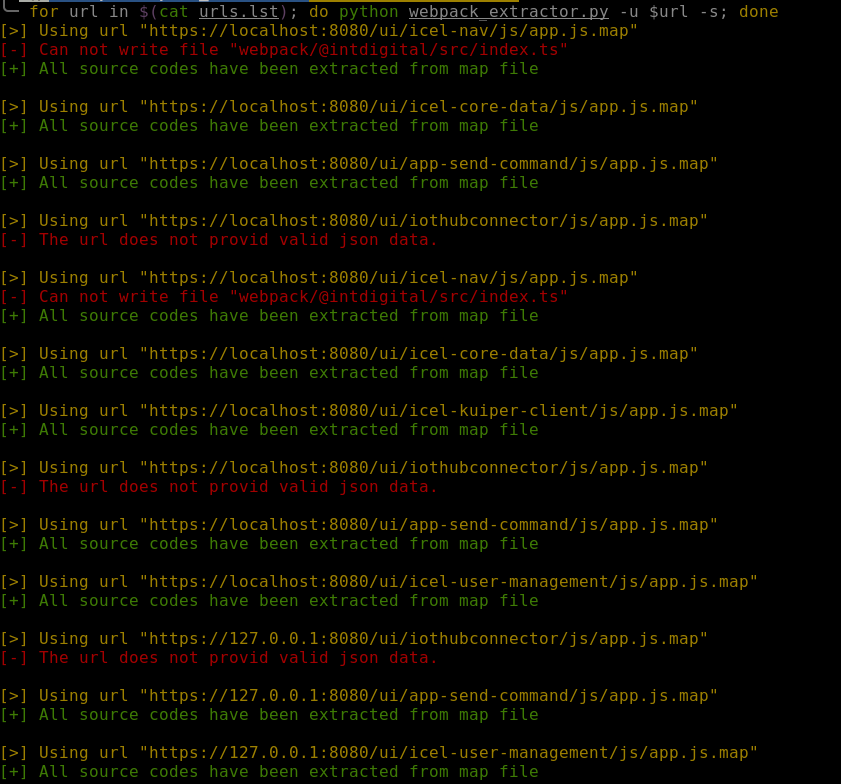 for url in $(cat urls.lst); do python webpack_extractor.py -u $url -s; done
[>] Using url "https://localhost:8080/ui/icel-nav/js/app.js.map"
[-] Can not write file "webpack/@intdigital/src/index.ts"
[+] All source codes have been extracted from map file
[>] Using url "https://localhost:8080/ui/icel-core-data/js/app.js.map"
[+] All source codes have been extracted from map file
[>] Using url "https://localhost:8080/ui/app-send-command/js/app.js.map"
[+] All source codes have been extracted from map file
[>] Using url "https://localhost:8080/ui/iothubconnector/js/app.js.map"
[-] The url does not provid valid json data.
[>] Using url "https://localhost:8080/ui/icel-nav/js/app.js.map"
[-] Can not write file "webpack/@intdigital/src/index.ts"
[+] All source codes have been extracted from map file
[>] Using url "https://localhost:8080/ui/icel-core-data/js/app.js.map"
[+] All source codes have been extracted from map file
[>] Using url "https://localhost:8080/ui/icel-kuiper-client/js/app.js.map"
[+] All source codes have been extracted from map file
[>] Using url "https://localhost:8080/ui/iothubconnector/js/app.js.map"
[-] The url does not provid valid json data.
[>] Using url "https://localhost:8080/ui/app-send-command/js/app.js.map"
[+] All source codes have been extracted from map file
[>] Using url "https://localhost:8080/ui/icel-user-management/js/app.js.map"
[+] All source codes have been extracted from map file
[>] Using url "https://127.0.0.1:8080/ui/iothubconnector/js/app.js.map"
[-] The url does not provid valid json data.
[>] Using url "https://127.0.0.1:8080/ui/app-send-command/js/app.js.map"
[+] All source codes have been extracted from map file
[>] Using url "https://127.0.0.1:8080/ui/icel-user-management/js/app.js.map"
[+] All source codes have been extracted from map file